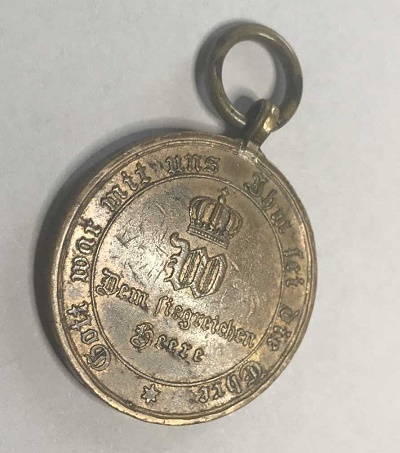 Gott war mit uns Ihm sei die Ehre
W
Dem siegreichen
Heere